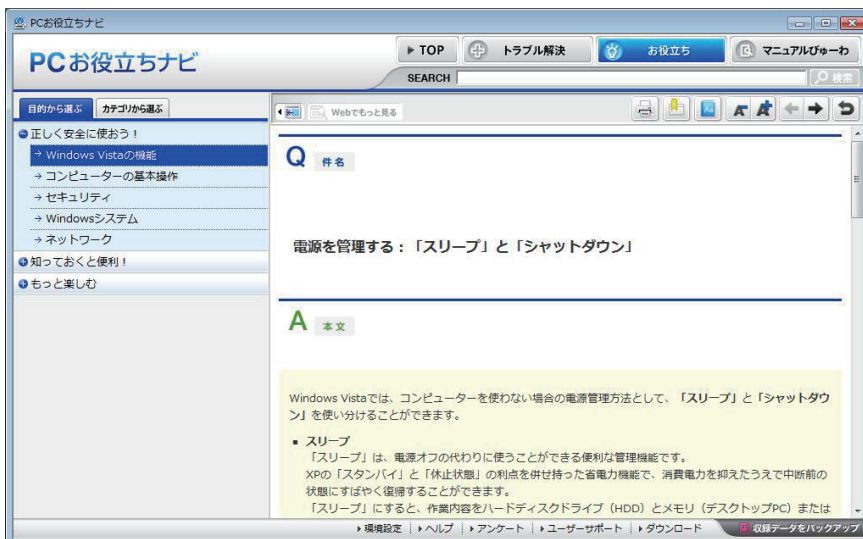 PCお役立ちナビ
PCお役立ちナビ
TOP
トラブル解決
お役立ち
マニュアルびゅーわ
SEARCH
検索
目的から選ぶ
カテゴリから選ぶ
Webでもっと見る
正しく安全に使おう！
→ Windows Vistaの機能
→ コンピューターの基本操作
→ セキュリティ
→ Windowsシステム
→ ネットワーク
知っておくと便利！
もっと楽しむ
Q 件名
電源を管理する：「スリープ」と「シャットダウン」
A 本文
Windows Vistaでは、コンピューターを使わない場合の電源管理方法として、「スリープ」と「シャットダウ
ン」を使い分けることができます。
■ スリープ
「スリープ」は、電源オフの代わりに使うことができる便利な管理機能です。
XPの「スタンバイ」と「休止状態」の利点を併せ持った省電力機能で、消費電力を抑えたうえで中断前の
状態にすばやく復帰することができます。
「スリープ」にすると、作業内容をハードディスクドライブ（HDD）とメモリ（デスクトップPC）または
環境設定
ヘルプ
アンケート
ユーザーサポート
ダウンロード
収録データをバックアップ